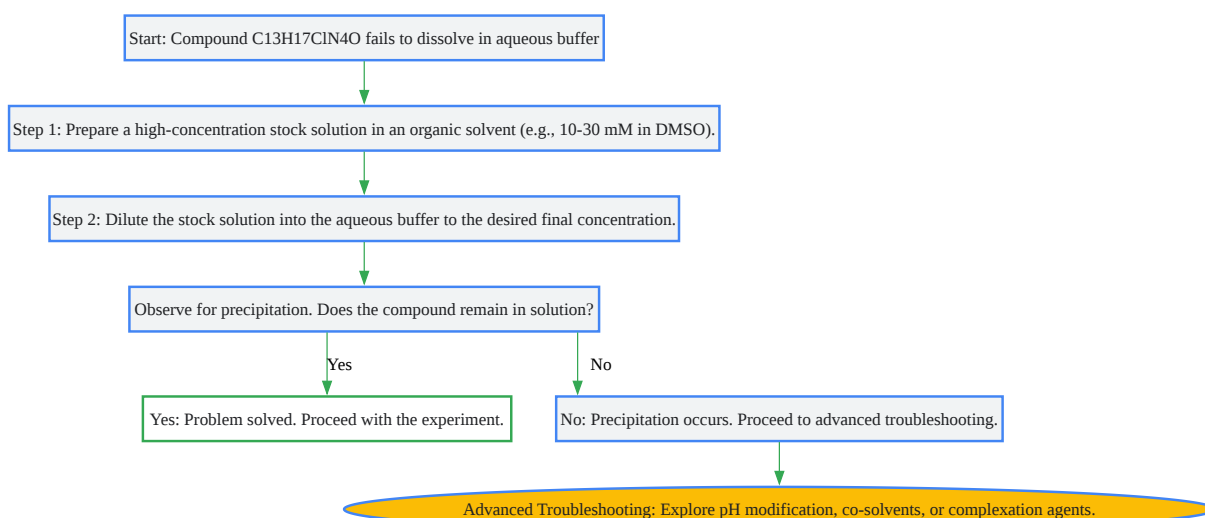 Start: Compound C13H17ClN4O fails to dissolve in aqueous buffer
Step 1: Prepare a high-concentration stock solution in an organic solvent (e.g., 10-30 mM in DMSO).
Step 2: Dilute the stock solution into the aqueous buffer to the desired final concentration.
Observe for precipitation. Does the compound remain in solution?
Yes
No
Yes: Problem solved. Proceed with the experiment.
No: Precipitation occurs. Proceed to advanced troubleshooting.
Advanced Troubleshooting: Explore pH modification, co-solvents, or complexation agents.